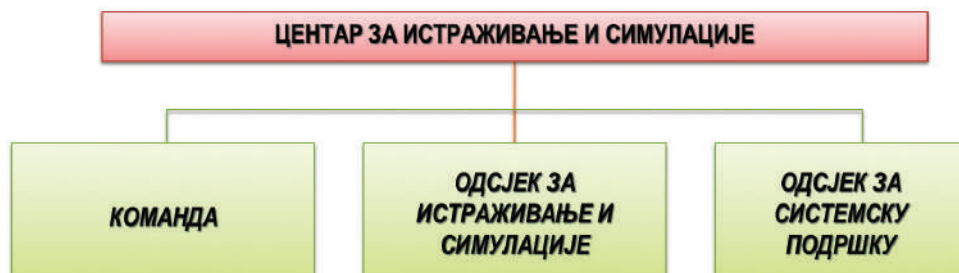 ЦЕНТАР ЗА ИСТРАЖИВАЊЕ И СИМУЛАЦИЈЕ
КОМАНДА
ОДСЈЕК ЗА
ИСТРАЖИВАЊЕ И
СИМУЛАЦИЈЕ
ОДСЈЕК ЗА
СИСТЕМСКУ
ПОДРШКУ